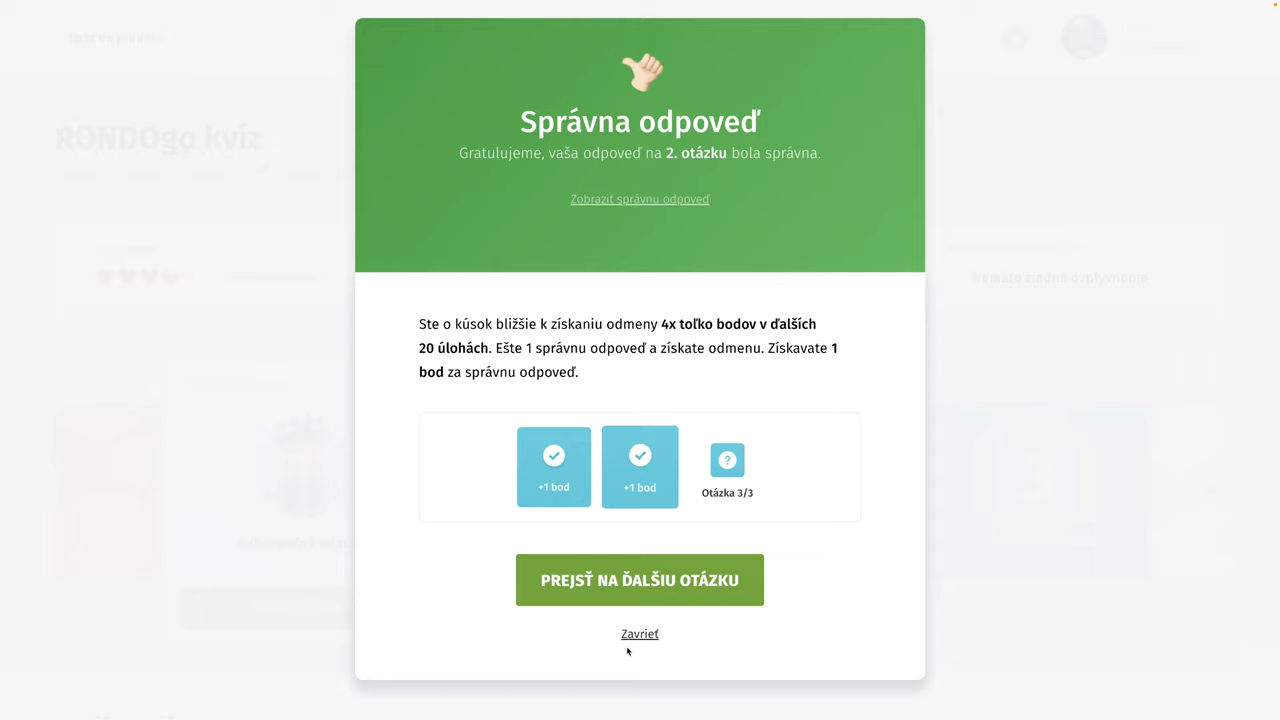 RONDOgo kvíz
Správna odpoveď
Gratulujeme, vaša odpoveď na 2. otázku bola správna.
Zobraziť správnu odpoveď
Nemáte žiadne ovplyvnenie
Ste o kúsok bližšie k získaniu odmeny 4x toľko bodov v ďalších
20 úlohách. Ešte 1 správnu odpoveď a získate odmenu. Získavate 1
bod za správnu odpoveď.
+1 bod
+1 bod
?
Otázka 3/3
PREJSŤ NA ĎALŠIU OTÁZKU
Zavrieť